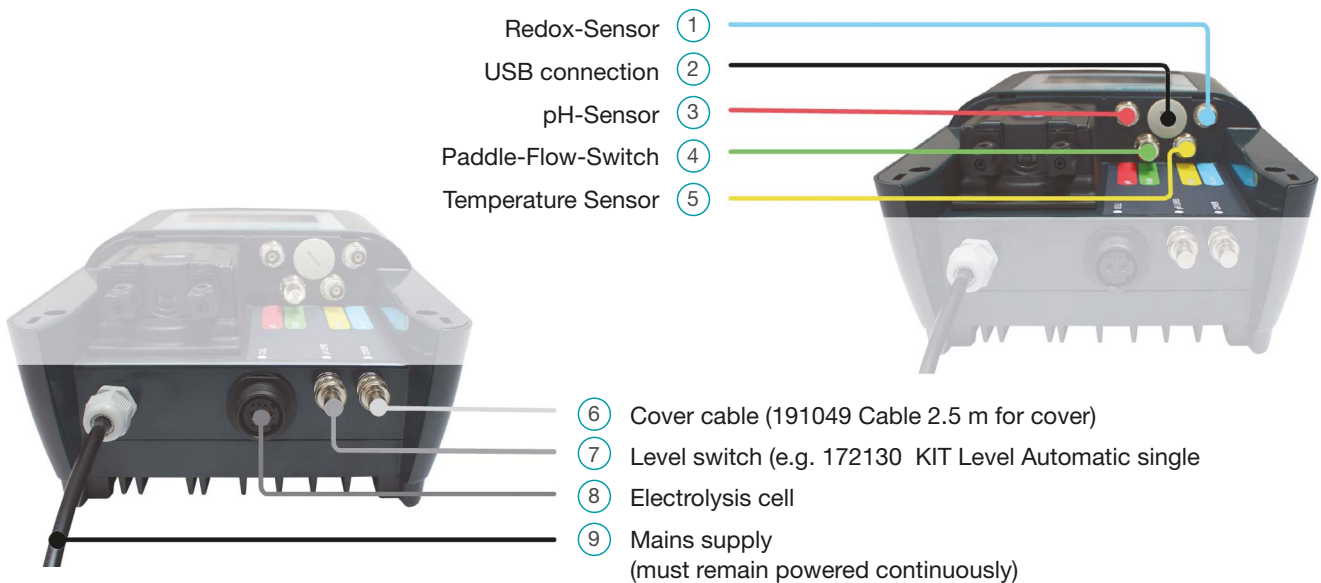 Redox-Sensor 1
USB connection 2
pH-Sensor 3
Paddle-Flow-Switch 4
Temperature Sensor 5
6 Cover cable (191049 Cable 2.5 m for cover)
7 Level switch (e.g. 172130 KIT Level Automatic single
8 Electrolysis cell
9 Mains supply
(must remain powered continuously)